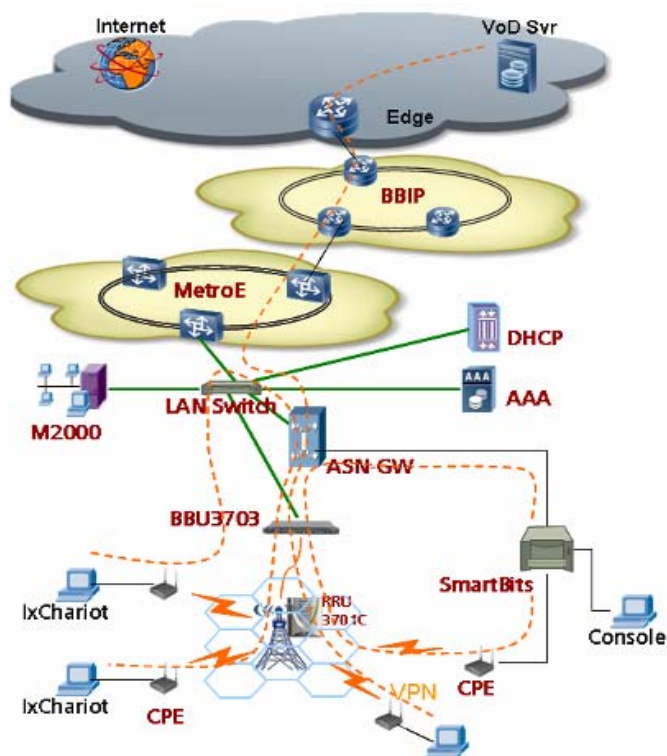 Internet
VoD Svr
Edge
BBIP
MetroE
DHCP
AAA
AAA
LAN Switch
M2000
ASN GW
BBU3703
SmartBits
RRU
3701C
IxChariot
Console
CPE
VPN
IxChariot
CPE